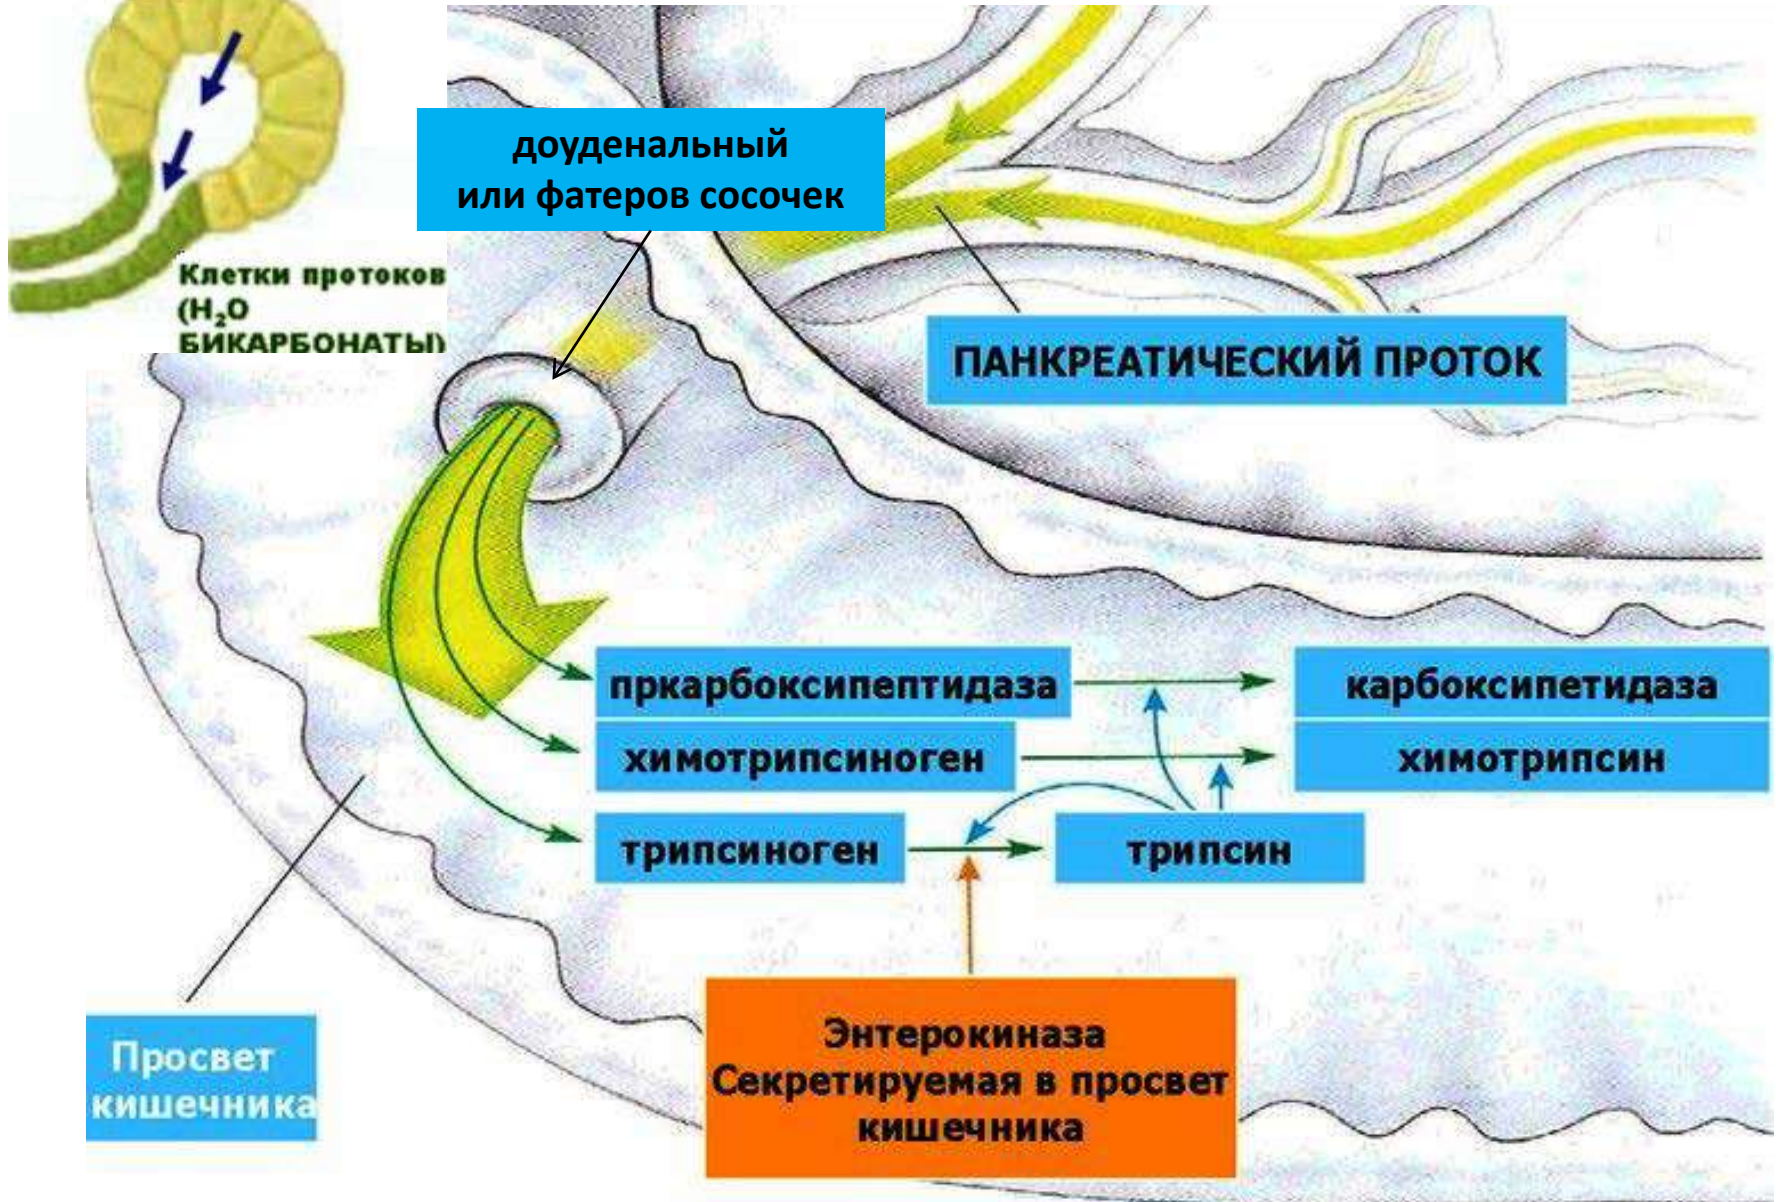 доуденальный
или фатеров сосочек
Клетки протоков
(H₂O
БИКАРБОНАТЫ)
ПАНКРЕАТИЧЕСКИЙ ПРОТОК
пркарбоксипептидаза
карбоксипетидаза
химотрипсиноген
химотрипсин
трипсиноген
трипсин
Просвет
кишечника
Энтерокиназа
Секретируемая в просвет
кишечника